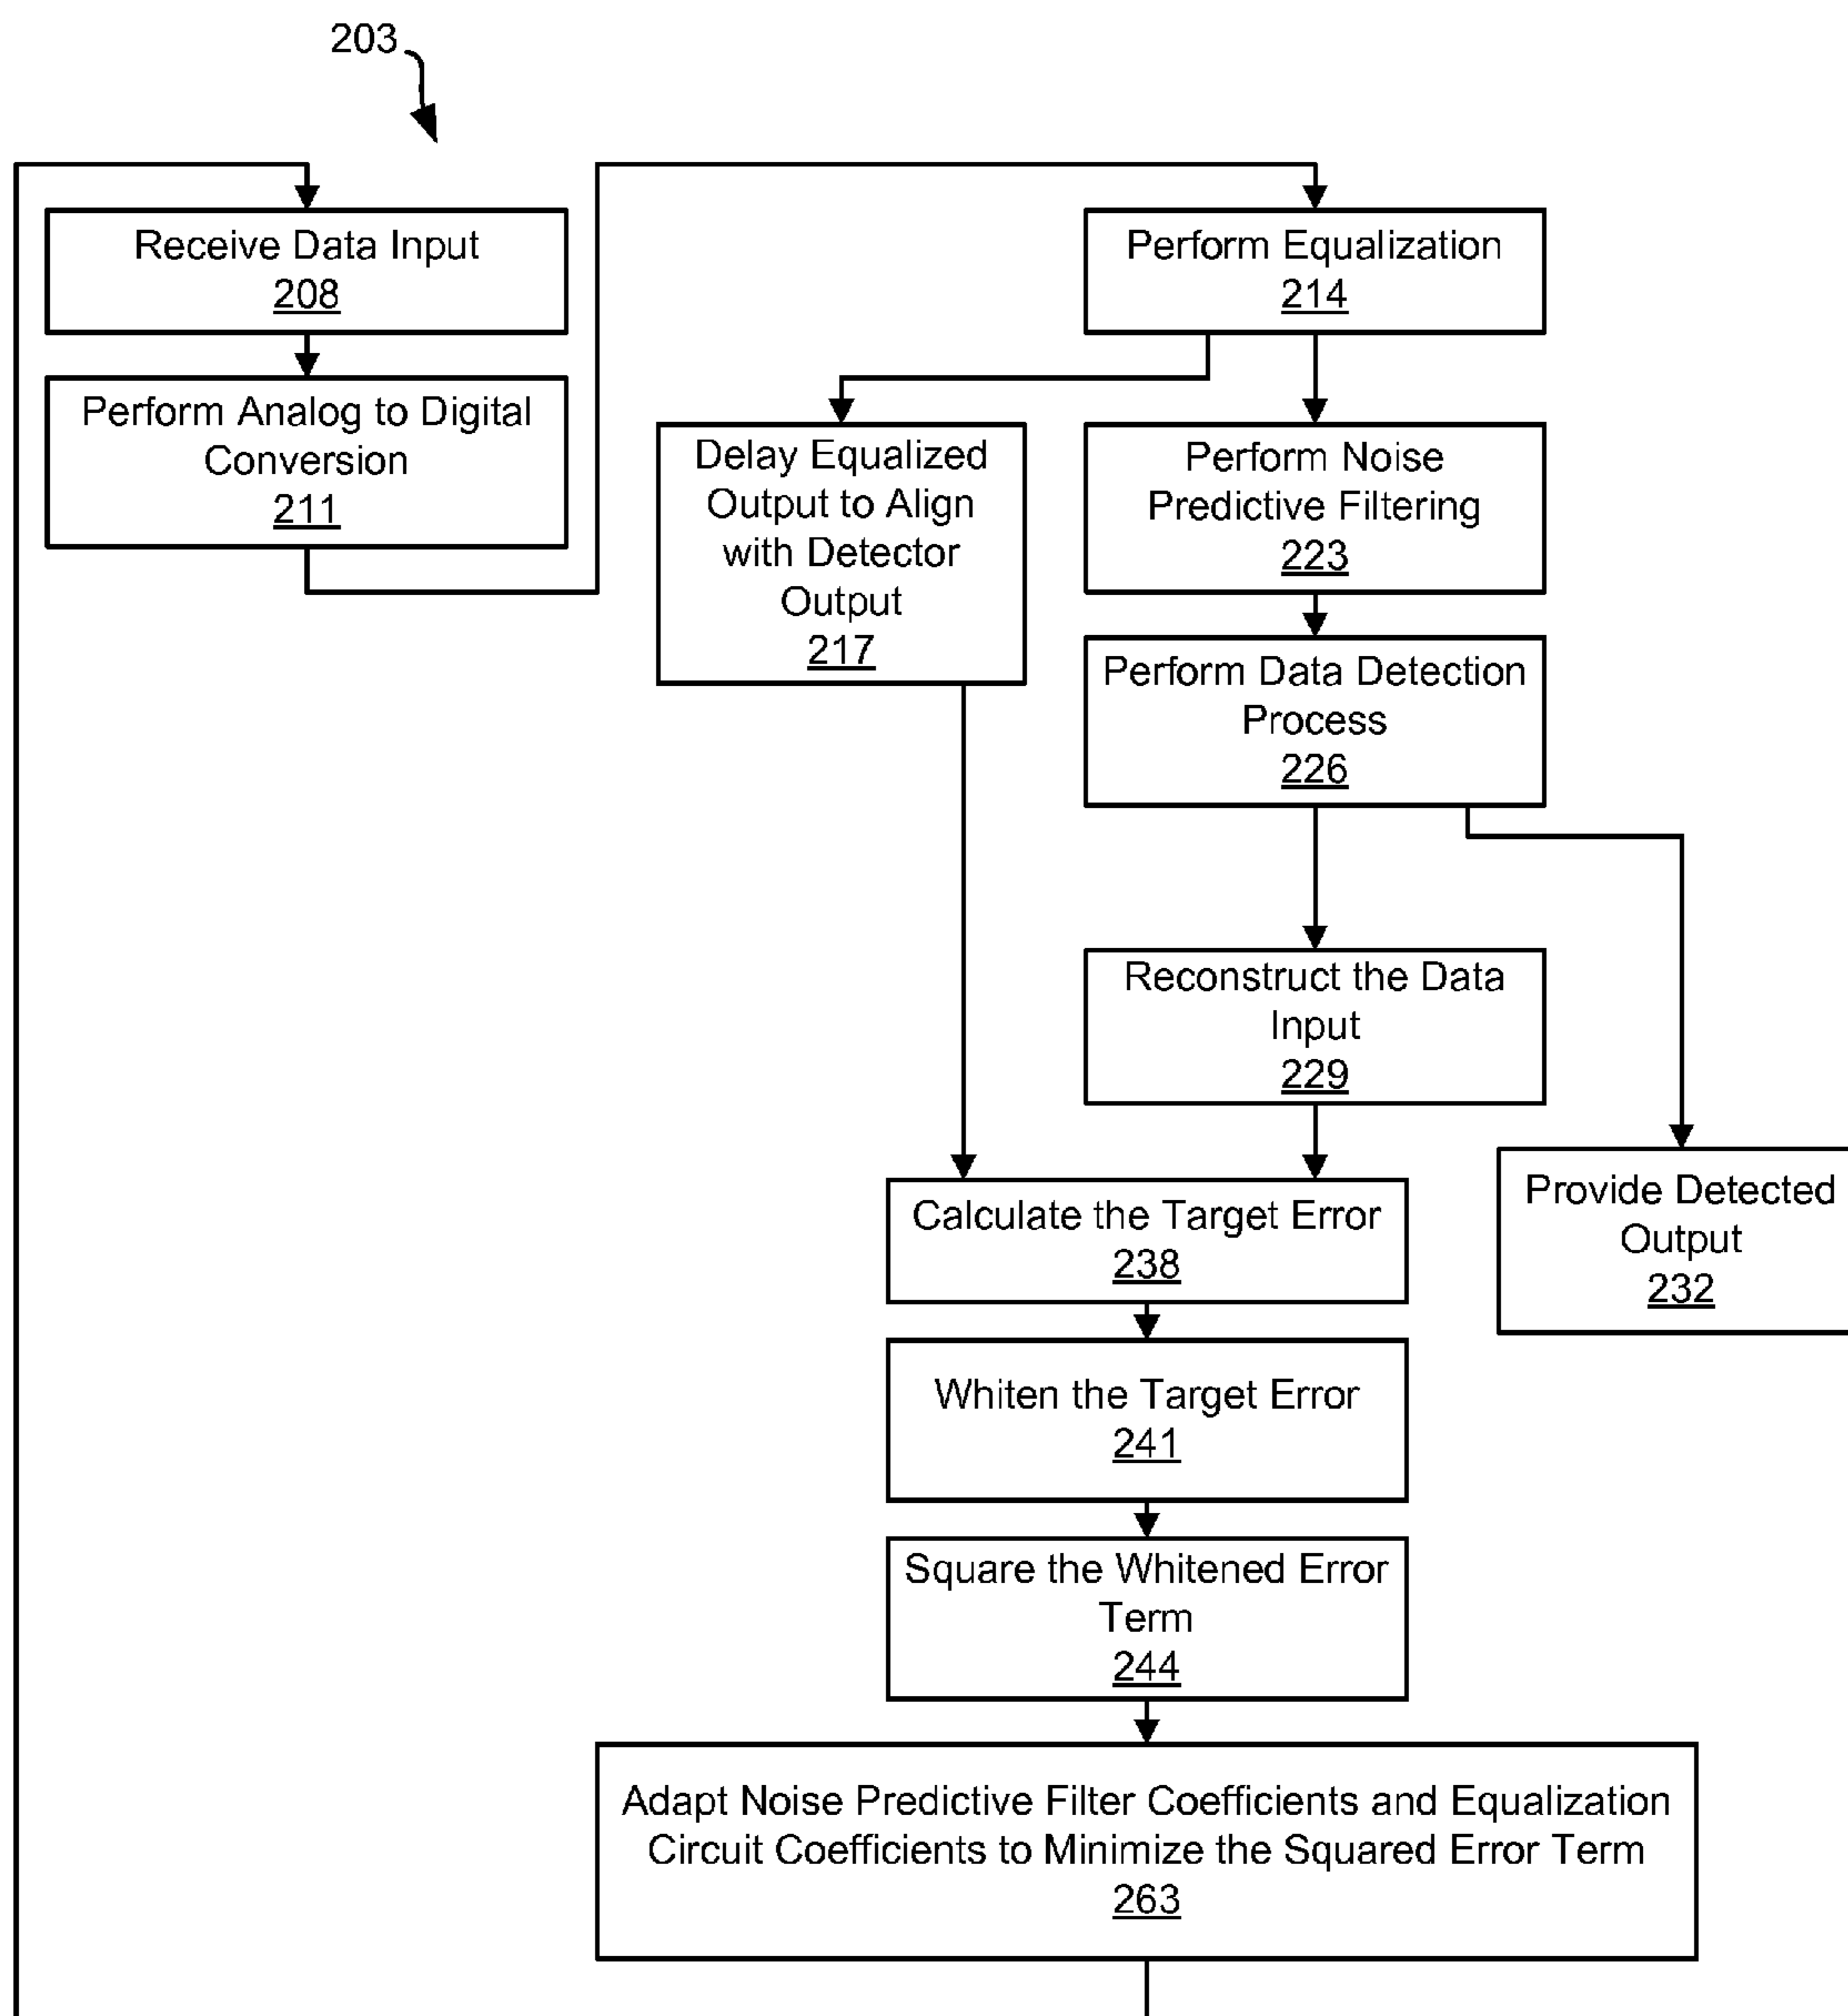 203
Receive Data Input
208
Perform Analog to Digital
Conversion
211
Perform Equalization
214
Delay Equalized
Output to Align
with Detector
Output
217
Perform Noise
Predictive Filtering
223
Perform Data Detection
Process
226
Reconstruct the Data
Input
229
Provide Detected
Output
232
Calculate the Target Error
238
Whiten the Target Error
241
Square the Whitened Error
Term
244
Adapt Noise Predictive Filter Coefficients and Equalization
Circuit Coefficients to Minimize the Squared Error Term
263